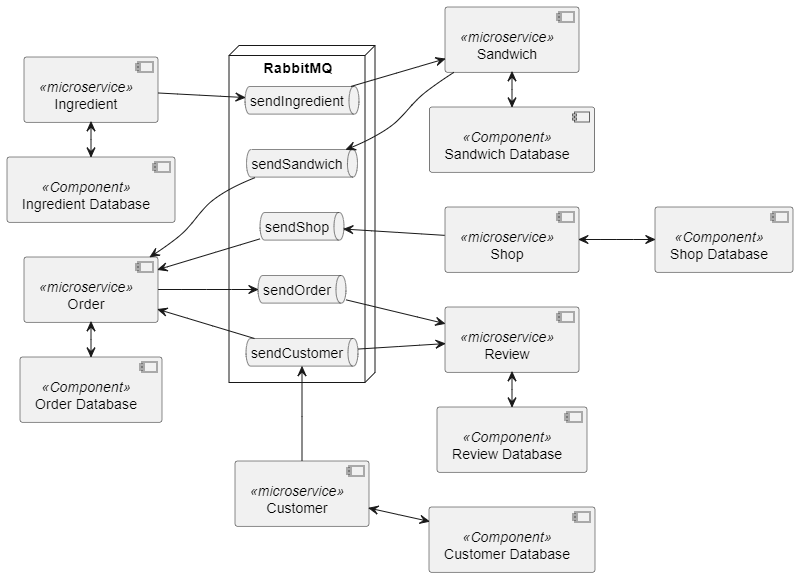 «microservice»
Sandwich
RabbitMQ
«microservice»
Ingredient
sendIngredient
«Component»
Sandwich Database
sendSandwich
«Component»
Ingredient Database
sendShop
«microservice»
Shop
«Component»
Shop Database
«microservice»
Order
sendOrder
«microservice»
Review
sendCustomer
«Component»
Order Database
«Component»
Review Database
«microservice»
Customer
«Component»
Customer Database